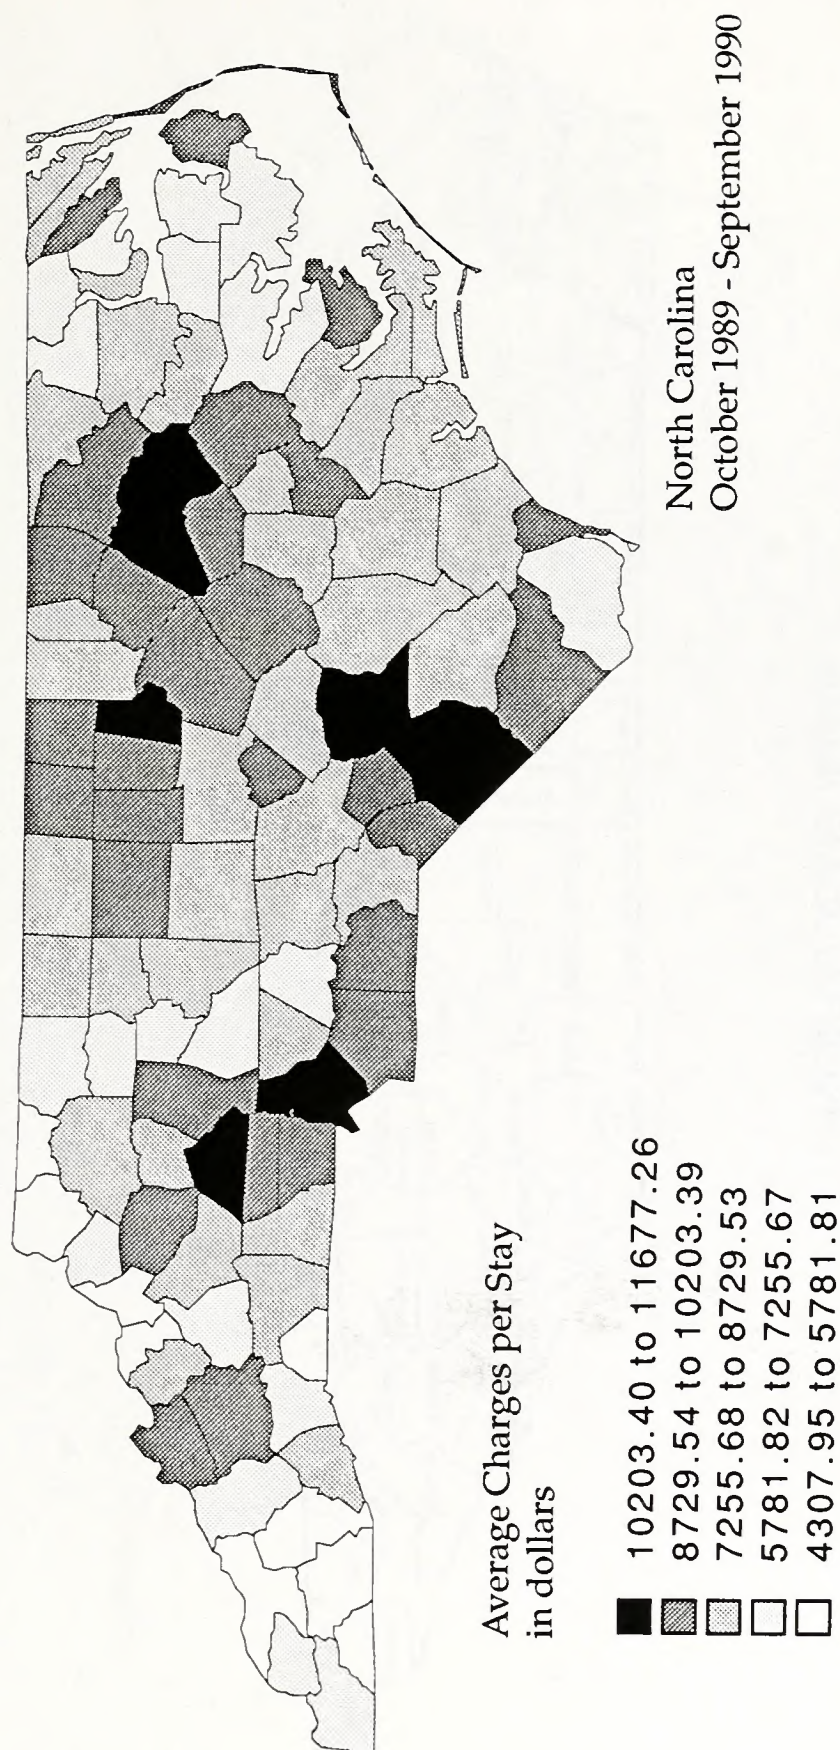 North Carolina
October 1989 - September 1990
Average Charges per Stay
in dollars
10203.40 to 11677.26
8729.54 to 10203.39
7255.68 to 8729.53
5781.82 to 7255.67
4307.95 to 5781.81